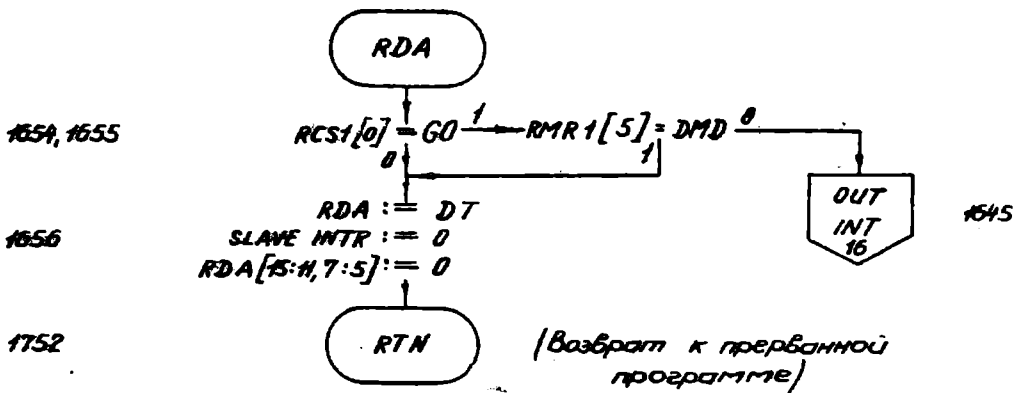 RDA
1654, 1655
RCS1[0] = GO
1
RMR1[5] = DMD
0
0
1
OUT
INT
16
1645
RDA := DT
1656
SLAVE INTR := 0
RDA[15:11, 7:5] := 0
1752
RTN
/Возврат к прерванной
программе/